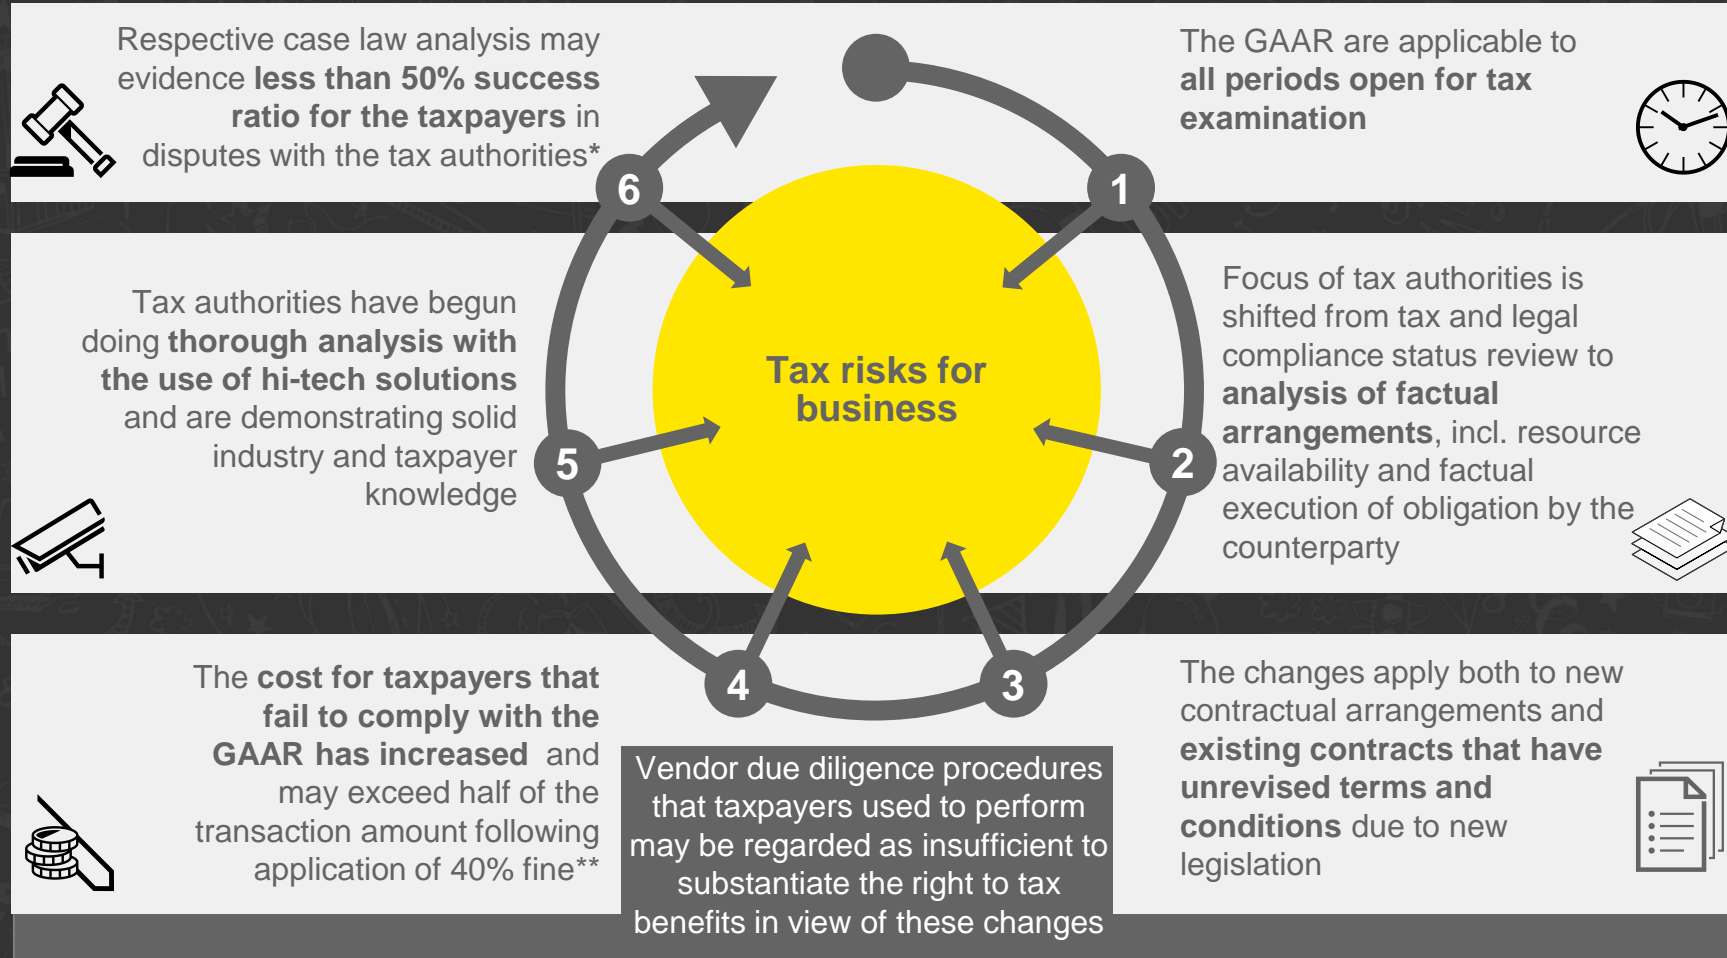 Respective case law analysis may
evidence less than 50% success
ratio for the taxpayers in
disputes with the tax authorities*
The GAAR are applicable to
all periods open for tax
examination
6
1
Tax authorities have begun
doing thorough analysis with
the use of hi-tech solutions
and are demonstrating solid
industry and taxpayer
knowledge
Tax risks for
business
Focus of tax authorities is
shifted from tax and legal
compliance status review to
analysis of factual
arrangements, incl. resource
availability and factual
execution of obligation by the
counterparty
5
2
4
3
The cost for taxpayers that
fail to comply with the
GAAR has increased and
may exceed half of the
transaction amount following
application of 40% fine**
Vendor due diligence procedures
that taxpayers used to perform
may be regarded as insufficient to
substantiate the right to tax
benefits in view of these changes
The changes apply both to new
contractual arrangements and
existing contracts that have
unrevised terms and
conditions due to new
legislation